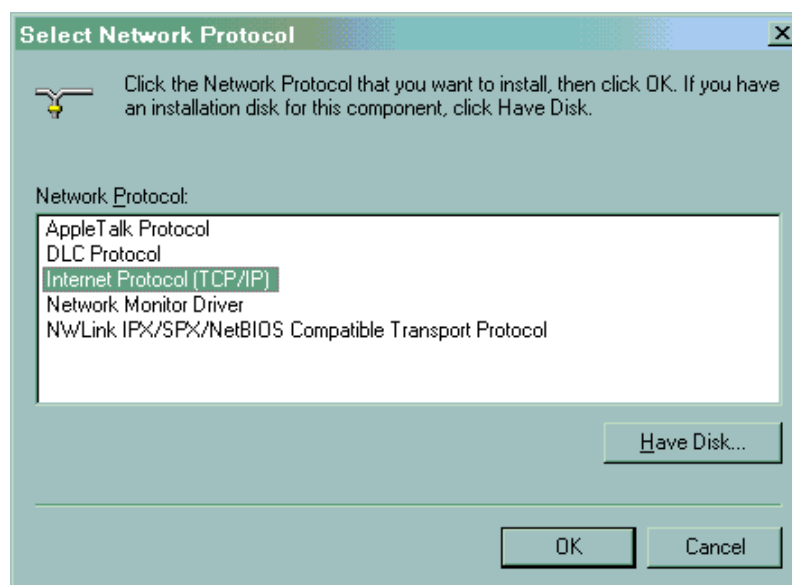 Select Network Protocol
Click the Network Protocol that you want to install, then click OK. If you have
an installation disk for this component, click Have Disk.
Network Protocol:
AppleTalk Protocol
DLC Protocol
Internet Protocol (TCP/IP)
Network Monitor Driver
NWLink IPX/SPX/NetBIOS Compatible Transport Protocol
Have Disk...
OK
Cancel